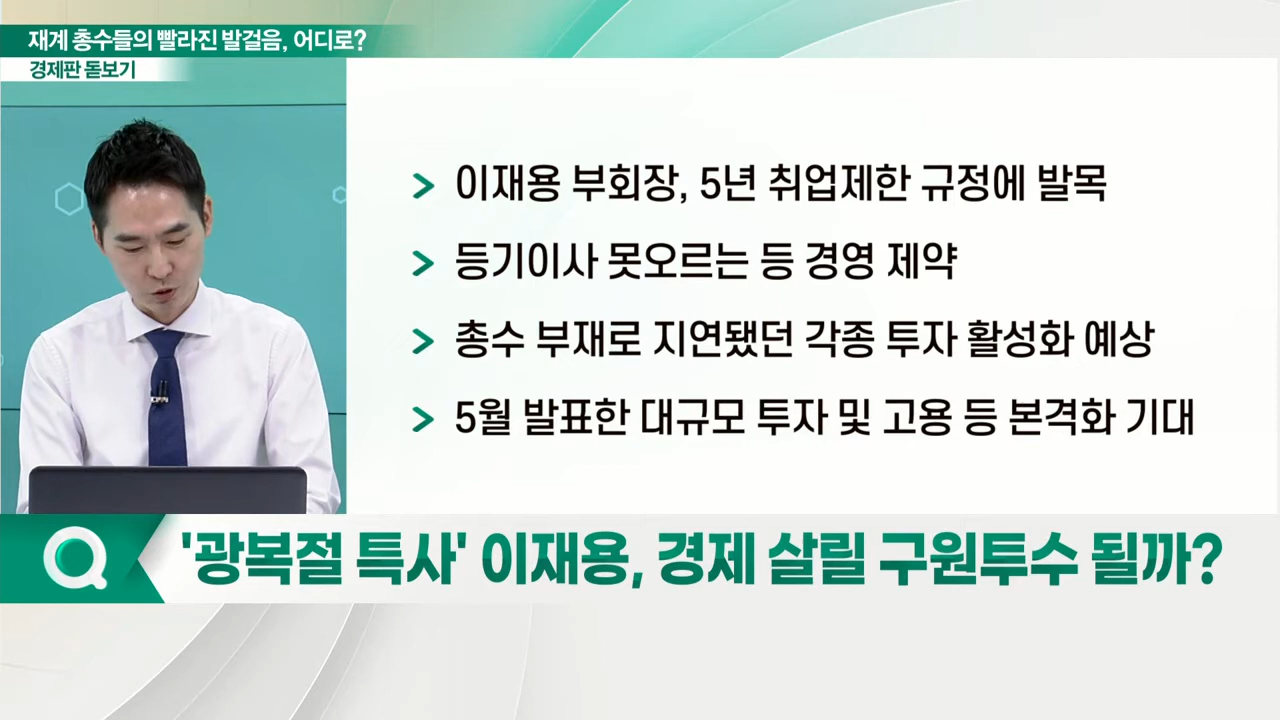 재계 총수들의 빨라진 발걸음, 어디로?
경제판 돋보기
> 이재용 부회장, 5년 취업제한 규정에 발목
> 등기이사 못오르는 등 경영 제약
> 총수 부재로 지연됐던 각종 투자 활성화 예상
> 5월 발표한 대규모 투자 및 고용 등 본격화 기대
'광복절 특사' 이재용, 경제 살릴 구원투수 될까?